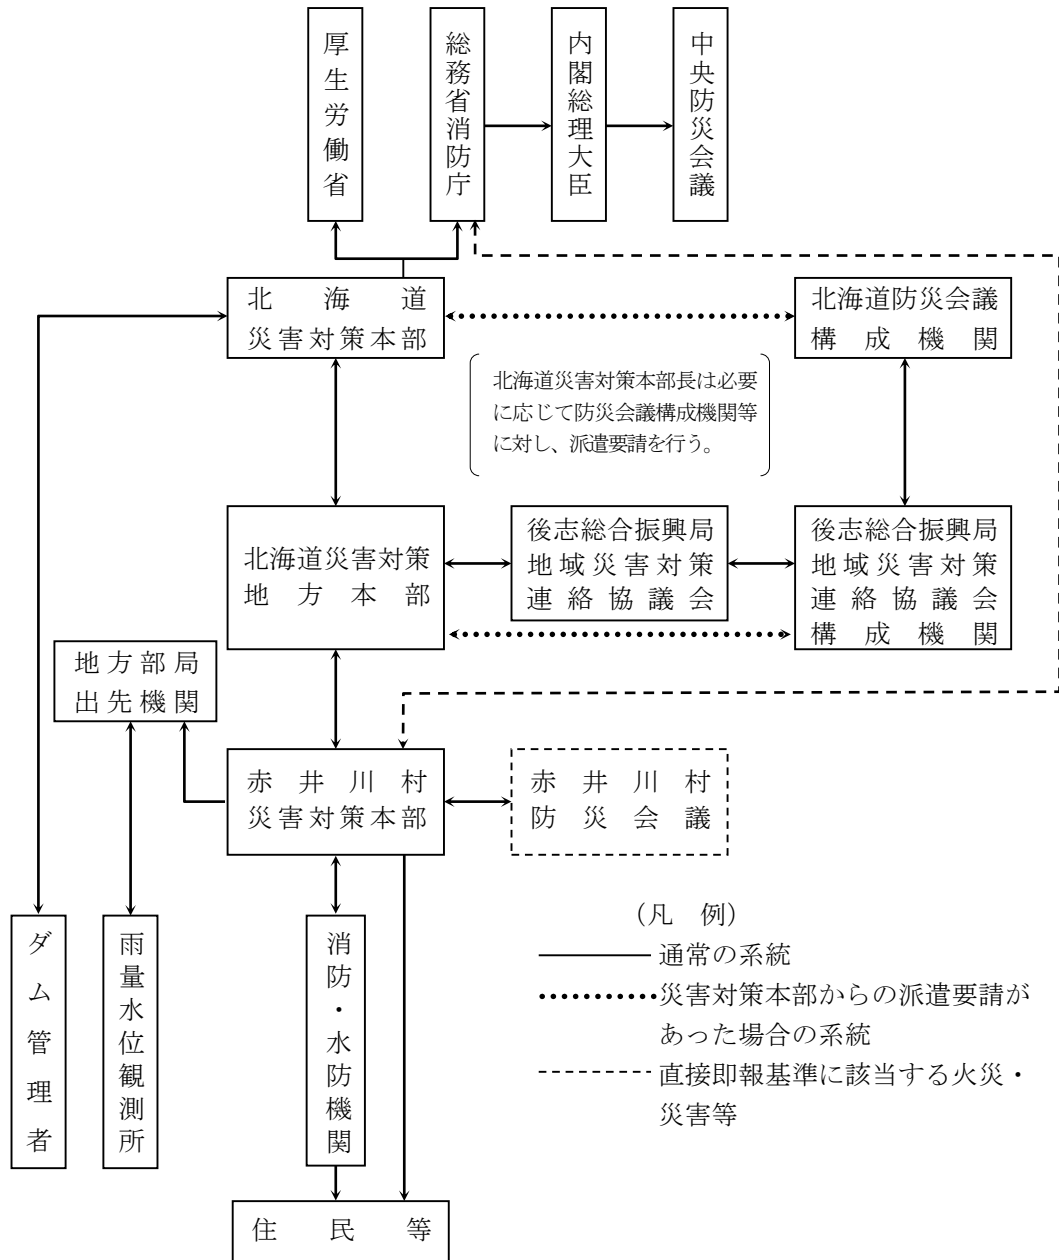 厚生労働省
総務省消防庁
内閣総理大臣
中央防災会議
北海道
災害対策本部
北海道防災会議
構成機関
北海道災害対策本部長は必要
に応じて防災会議構成機関等
に対し、派遣要請を行う。
北海道災害対策
地方本部
後志総合振興局
地域災害対策
連絡協議会
後志総合振興局
地域災害対策
連絡協議会
構成機関
地方部局
出先機関
赤井川村
災害対策本部
赤井川村
防災会議
ダム管理者
雨量水位観測所
消防・水防機関
(凡 例)
通常の系統
災害対策本部からの派遣要請が
あった場合の系統
直接即報基準に該当する火災・
災害等
住民等